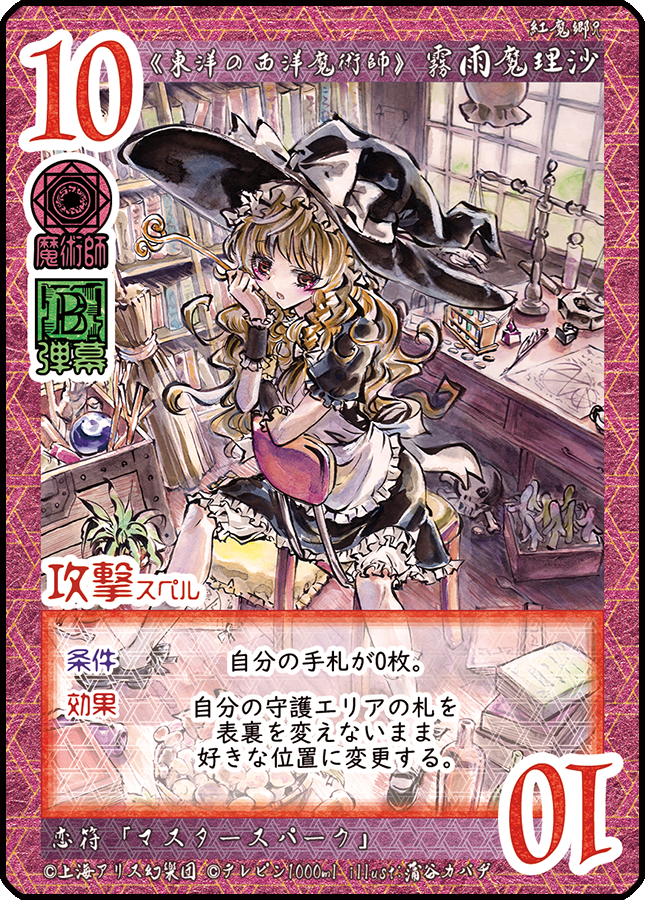 紅魔郷9
10
《東洋の西洋魔術師》 霧雨魔理沙
魔術師
B
弾幕
攻撃スペル
条件 自分の手札が0枚。
効果 自分の守護エリアの札を
表裏を変えないまま
好きな位置に変更する。
10
恋符「マスタースパーク」
©上海アリス幻樂団 ©テレピン1000ml illust:蒲谷カバヂ